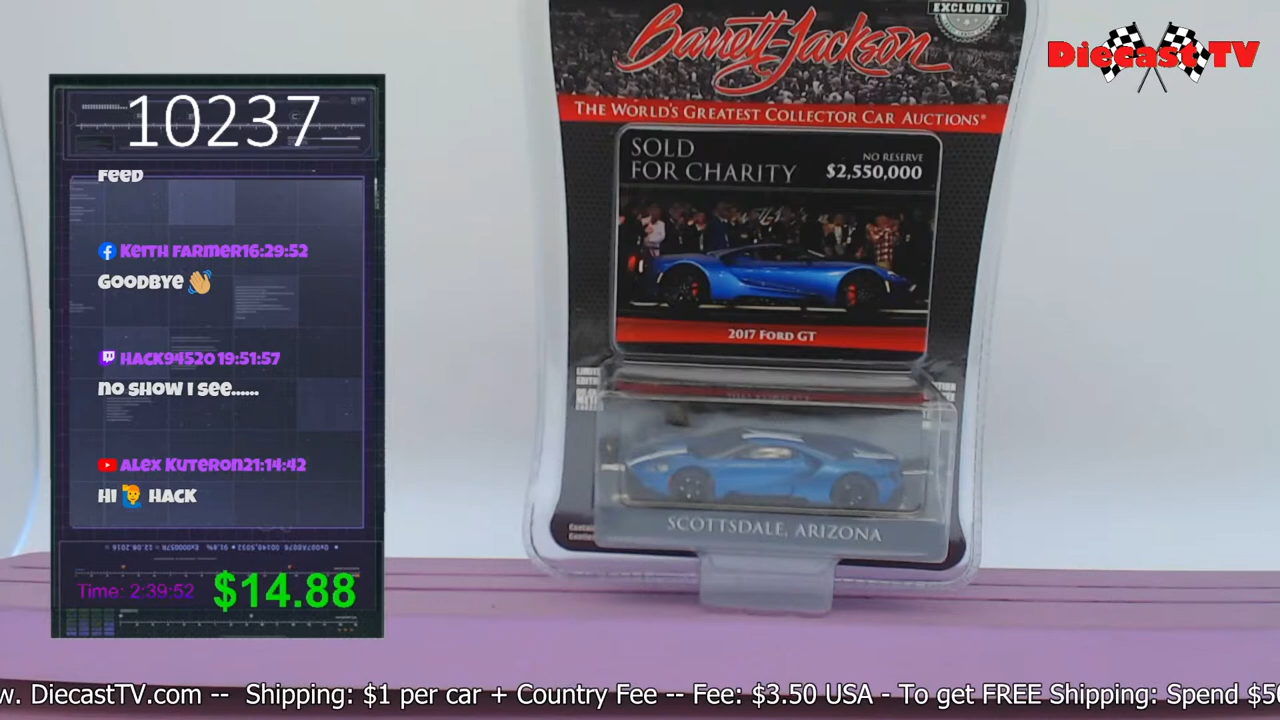 10237
FEED
Keith Farmer16:29:52
GOODBYE 👋
HACK94520 19:51:57
no show I see......
Alex Kuteron21:14:42
HI 🙋 HACK
Time: 2:39:52
$14.88
EXCLUSIVE
Barrett-Jackson
THE WORLD'S GREATEST COLLECTOR CAR AUCTIONS®
SOLD
FOR CHARITY
NO RESERVE
$2,550,000
2017 FORD GT
SCOTTSDALE, ARIZONA
Diecast TV
w. DiecastTV.com -- Shipping: $1 per car + Country Fee -- Fee: $3.50 USA - To get FREE Shipping: Spend $50